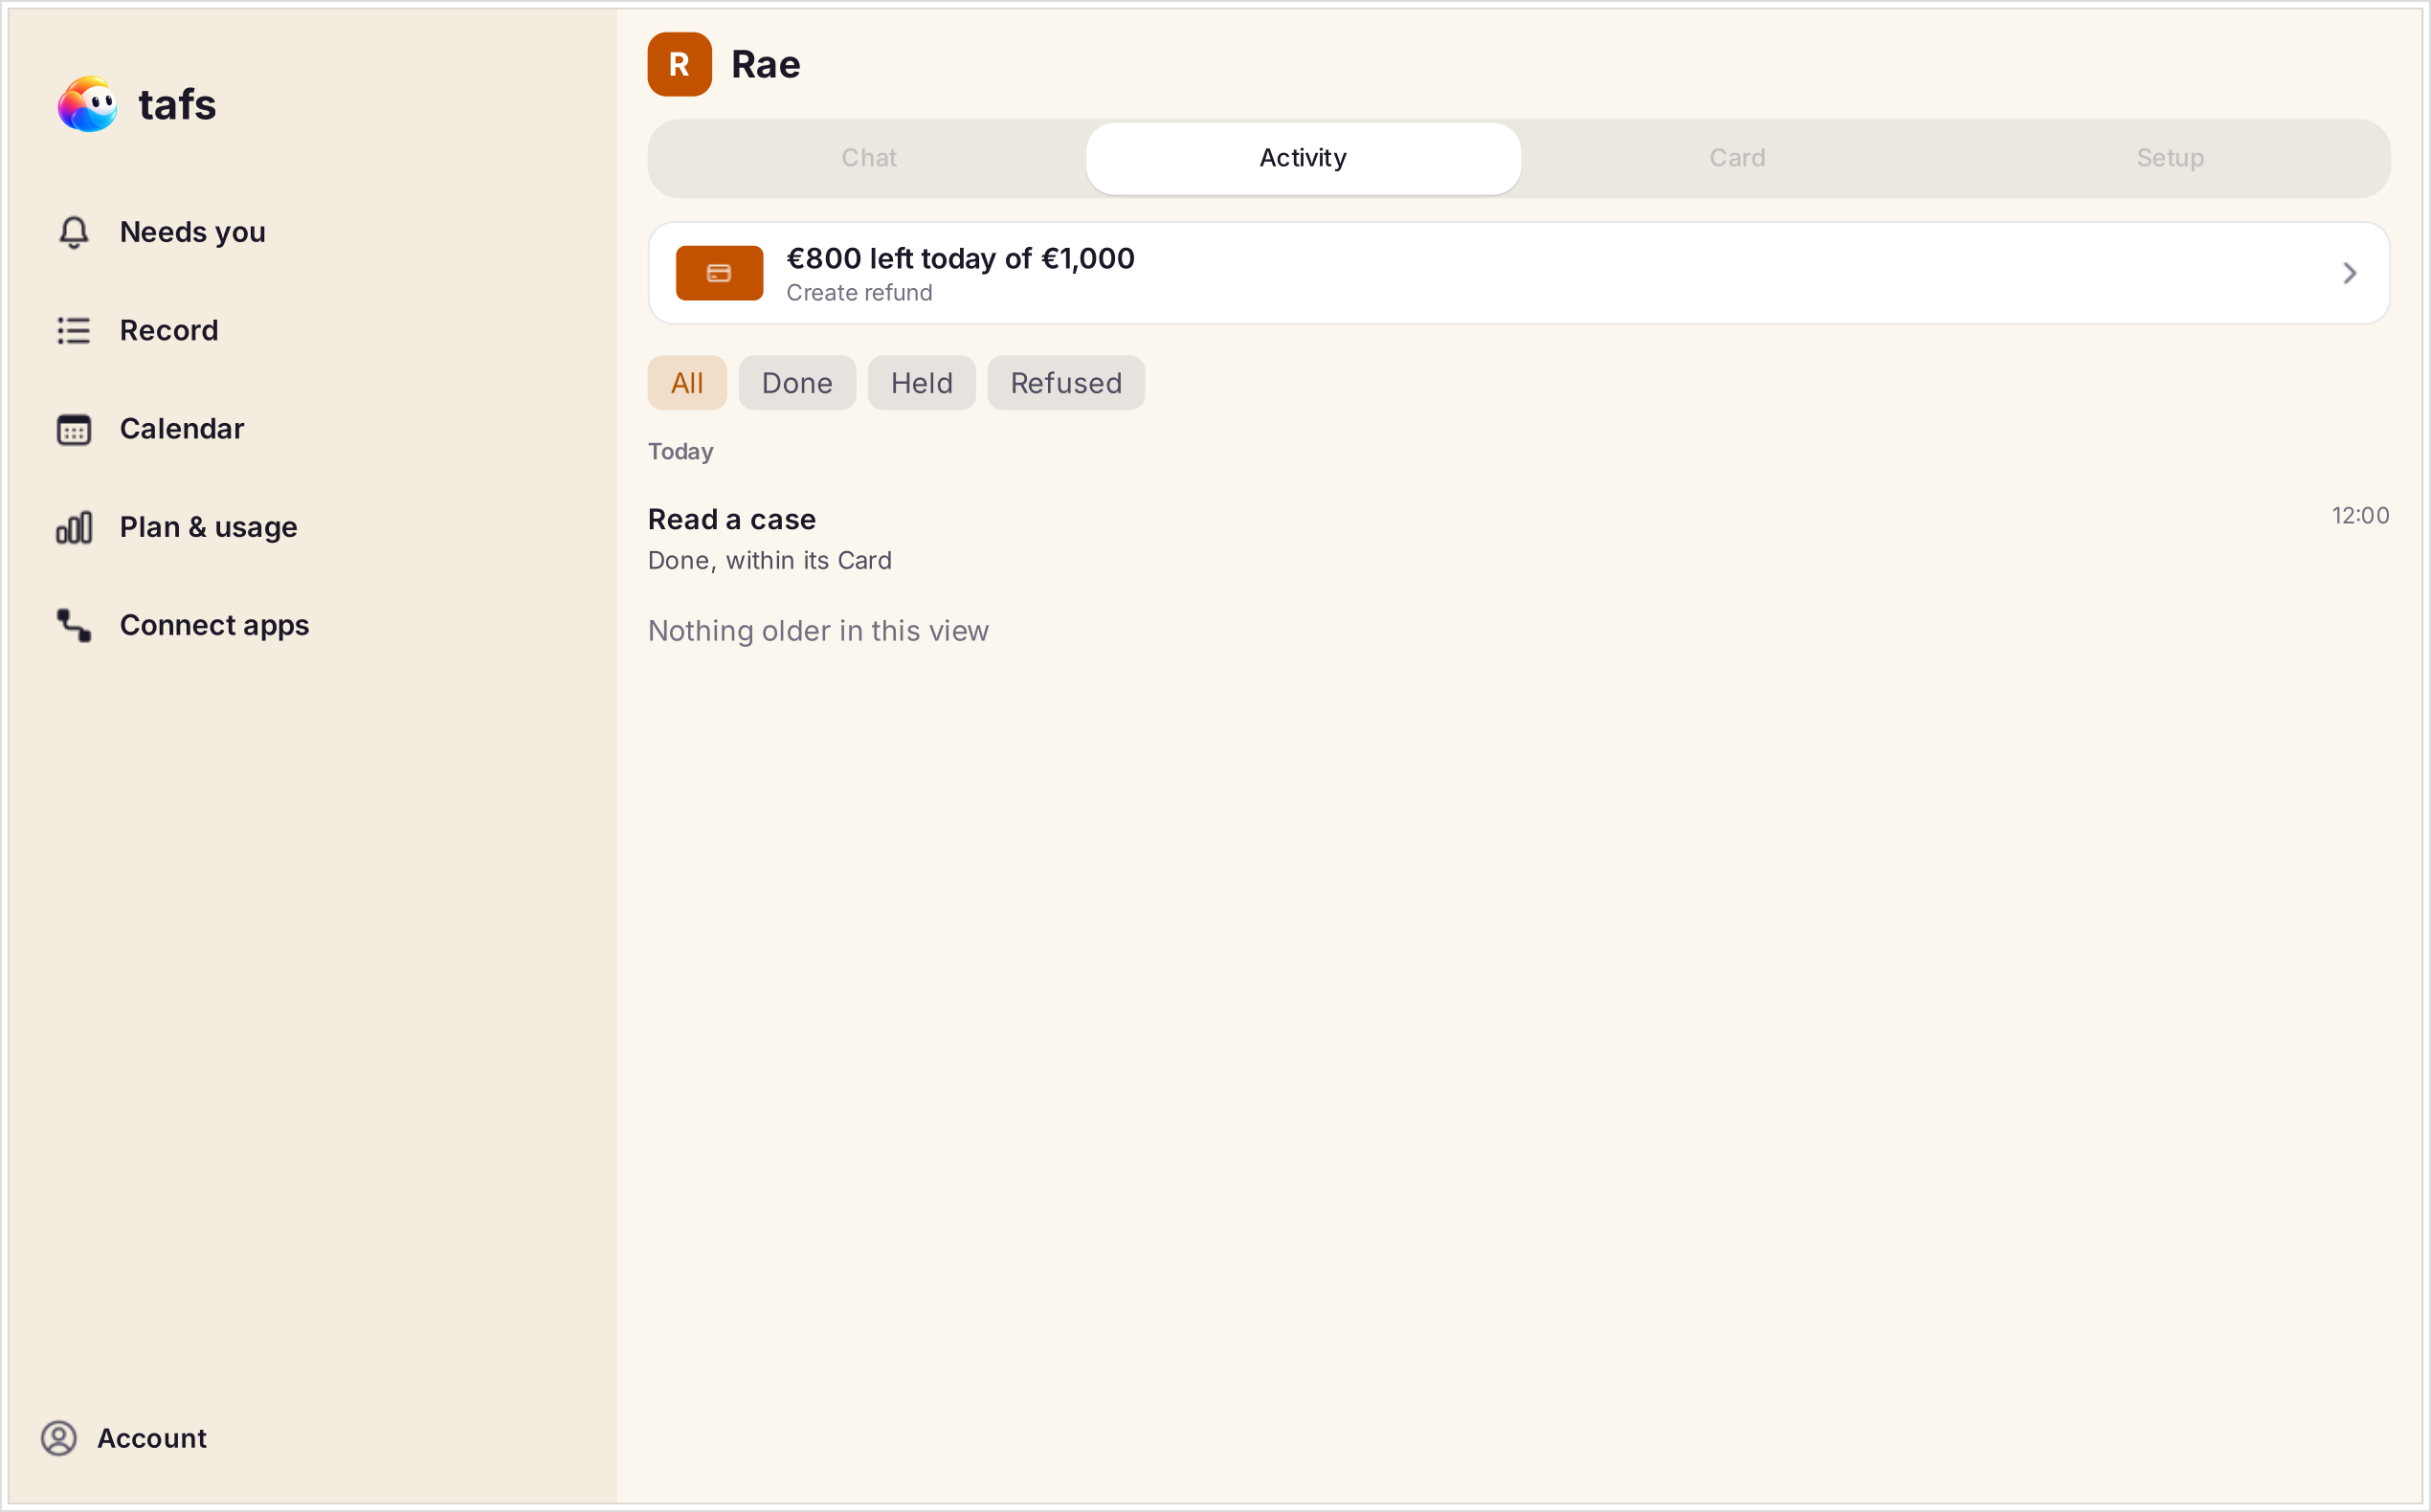 tafs
Needs you
Record
Calendar
Plan & usage
Connect apps
Account
R
Rae
Chat
Activity
Card
Setup
€800 left today of €1,000
Create refund
All
Done
Held
Refused
Today
Read a case
12:00
Done, within its Card
Nothing older in this view